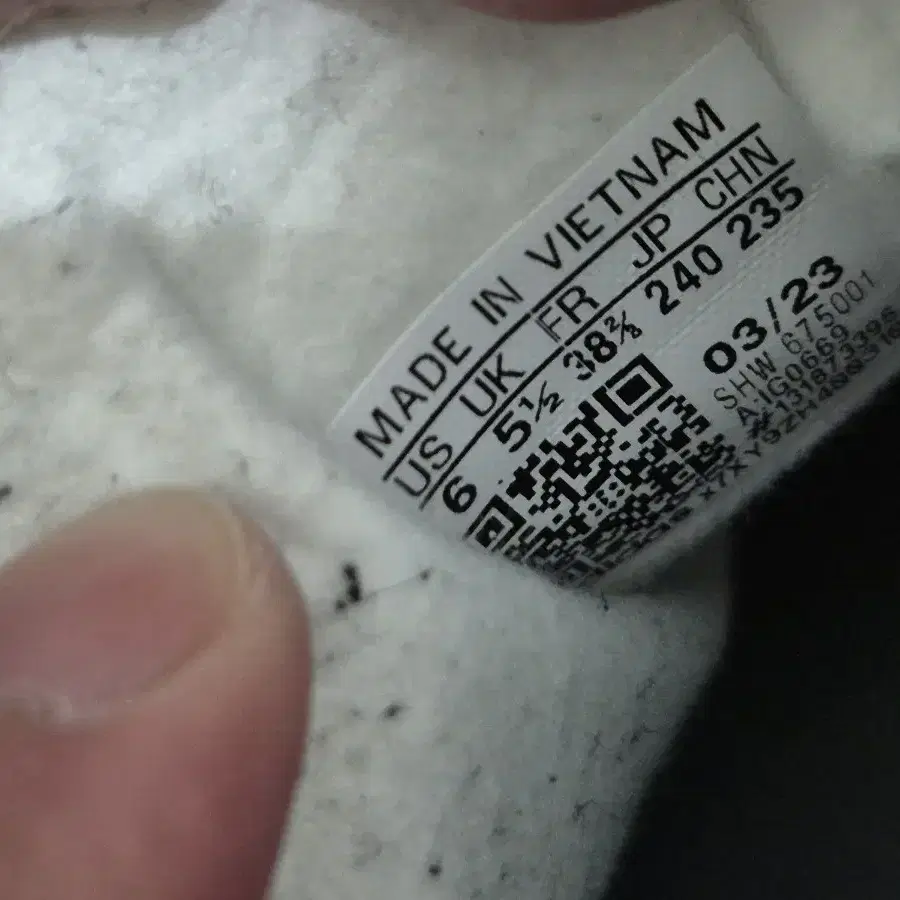 MADE IN VIETNAM
US UK FR JP CHN
6 5½ 38⅔ 240 235
03/23
SHW 675001
A:IG0669